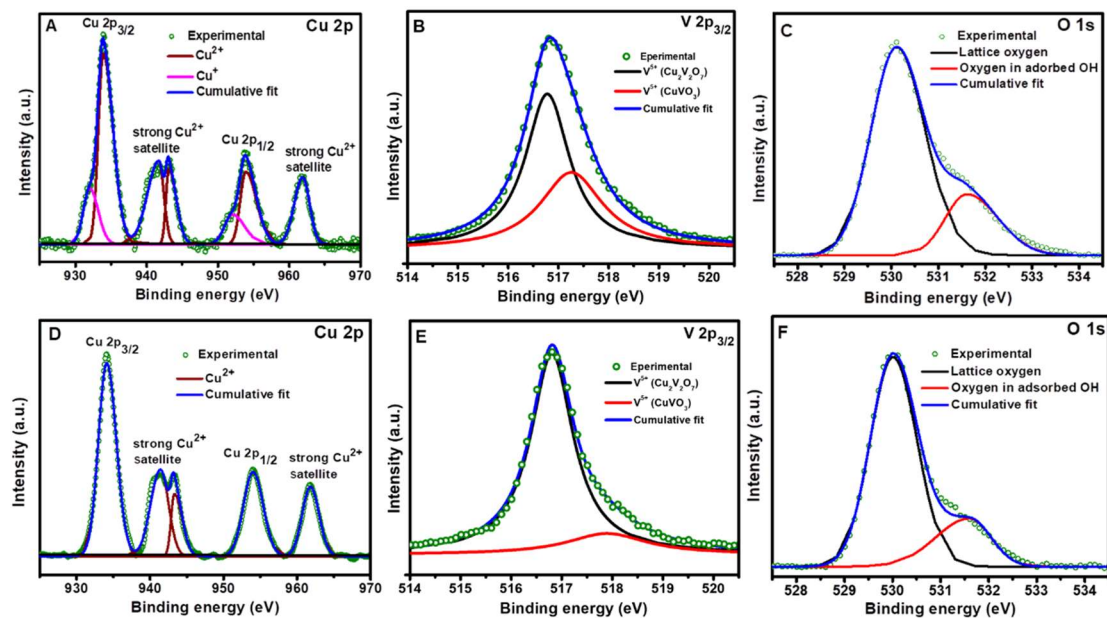 A
Cu 2p3/2
Cu 2p
Experimental
Cu2+
Cu+
Cumulative fit
strong Cu2+
satellite
Cu 2p1/2
strong Cu2+
satellite
Intensity (a.u.)
930 940 950 960 970
Binding energy (eV)
B
V 2p3/2
Eperimental
V5+ (Cu2V2O7)
V5+ (CuVO3)
Cumulative fit
Intensity (a.u.)
514 515 516 517 518 519 520
Binding energy (eV)
C
O 1s
Experimental
Lattice oxygen
Oxygen in adorbed OH
Cumulative fit
Intensity (a.u.)
528 529 530 531 532 533 534
Binding energy (eV)
D
Cu 2p3/2
Cu 2p
Experimental
Cu2+
Cumulative fit
strong Cu2+
satellite
Cu 2p1/2
strong Cu2+
satellite
Intensity (a.u.)
930 940 950 960 970
Binding energy (eV)
E
V 2p3/2
Eperimental
V5+ (Cu2V2O7)
V5+ (CuVO3)
Cumulative fit
Intensity (a.u.)
514 515 516 517 518 519 520
Binding energy (eV)
F
O 1s
Experimental
Lattice oxygen
Oxygen in adorbed OH
Cumulative fit
Intensity (a.u.)
528 529 530 531 532 533 534
Binding energy (eV)